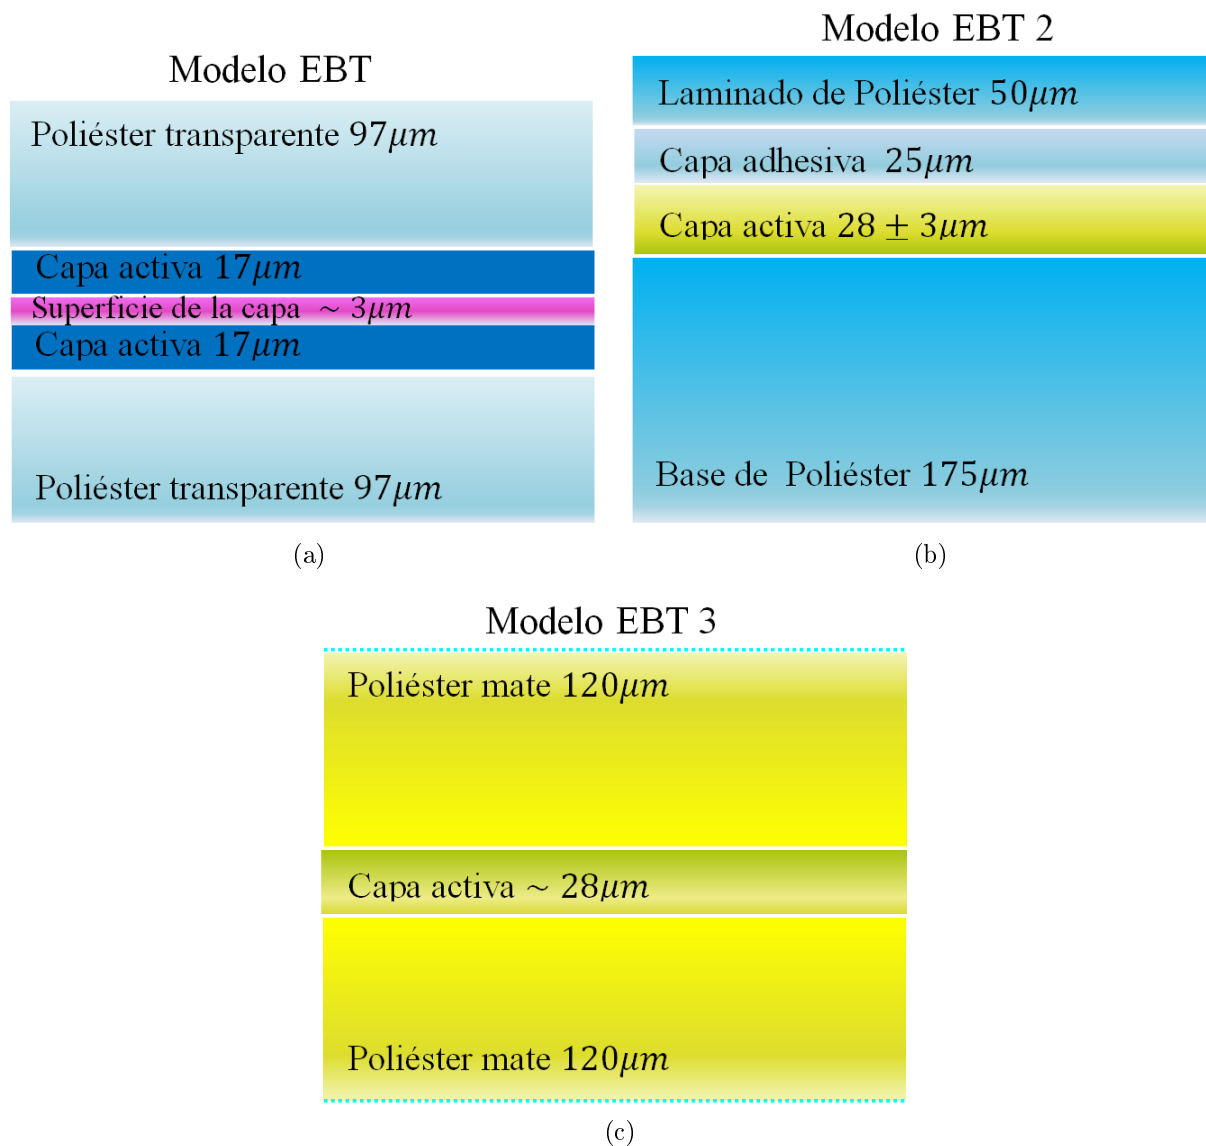 Modelo EBT
Poliéster transparente 97μm
Capa activa 17μm
Superficie de la capa ~ 3μm
Capa activa 17μm
Poliéster transparente 97μm
(a)
Modelo EBT 2
Laminado de Poliéster 50μm
Capa adhesiva 25μm
Capa activa 28 ± 3μm
Base de Poliéster 175μm
(b)
Modelo EBT 3
Poliéster mate 120μm
Capa activa ~ 28μm
Poliéster mate 120μm
(c)